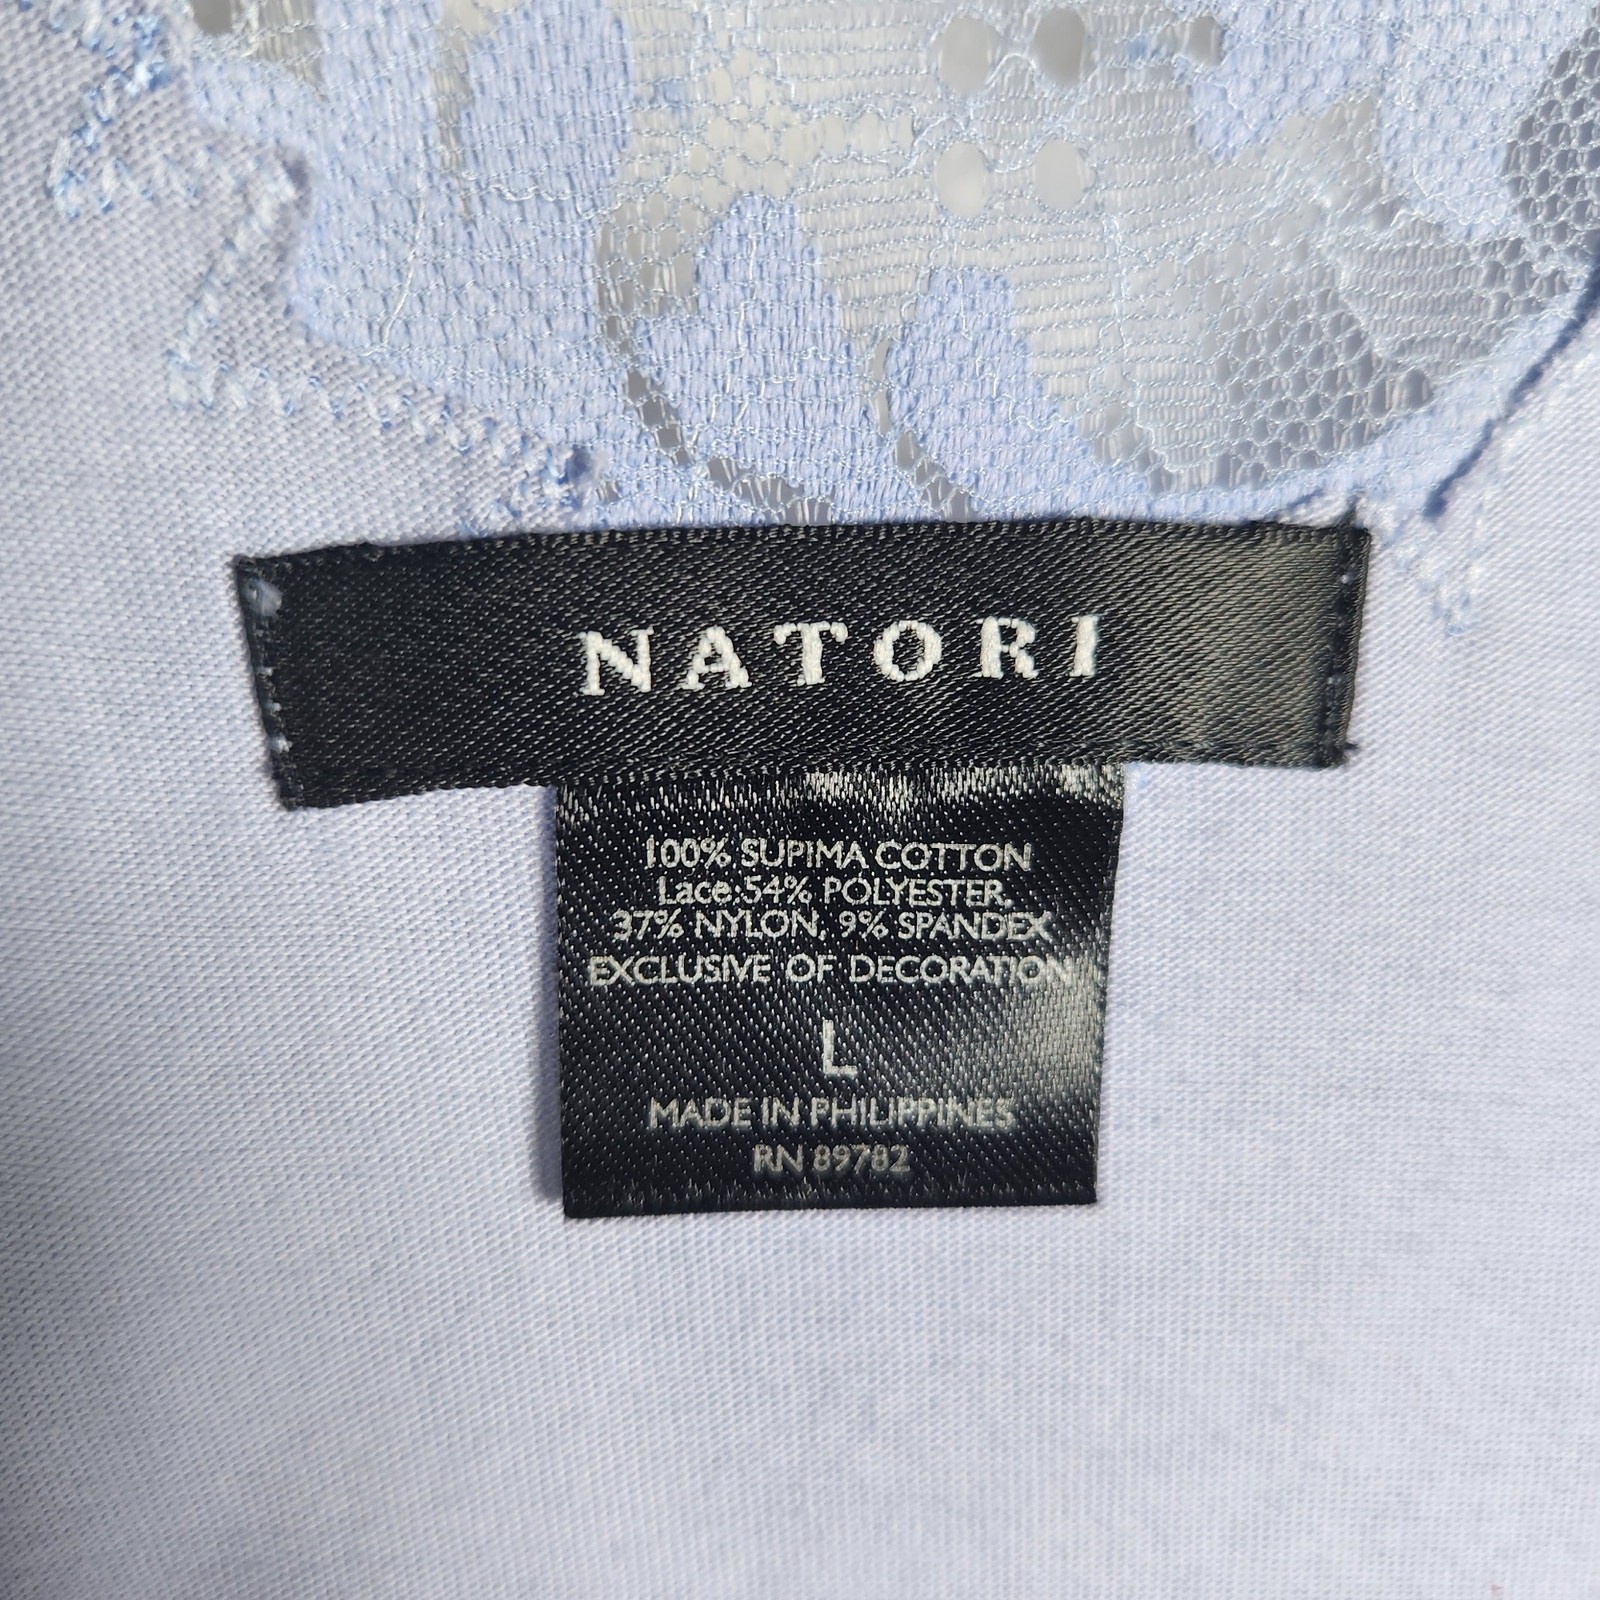 NATORI
100% SUPIMA COTTON
Lace:54% POLYESTER,
37% NYLON, 9% SPANDEX
EXCLUSIVE OF DECORATION
L
MADE IN PHILIPPINES
RN 89782